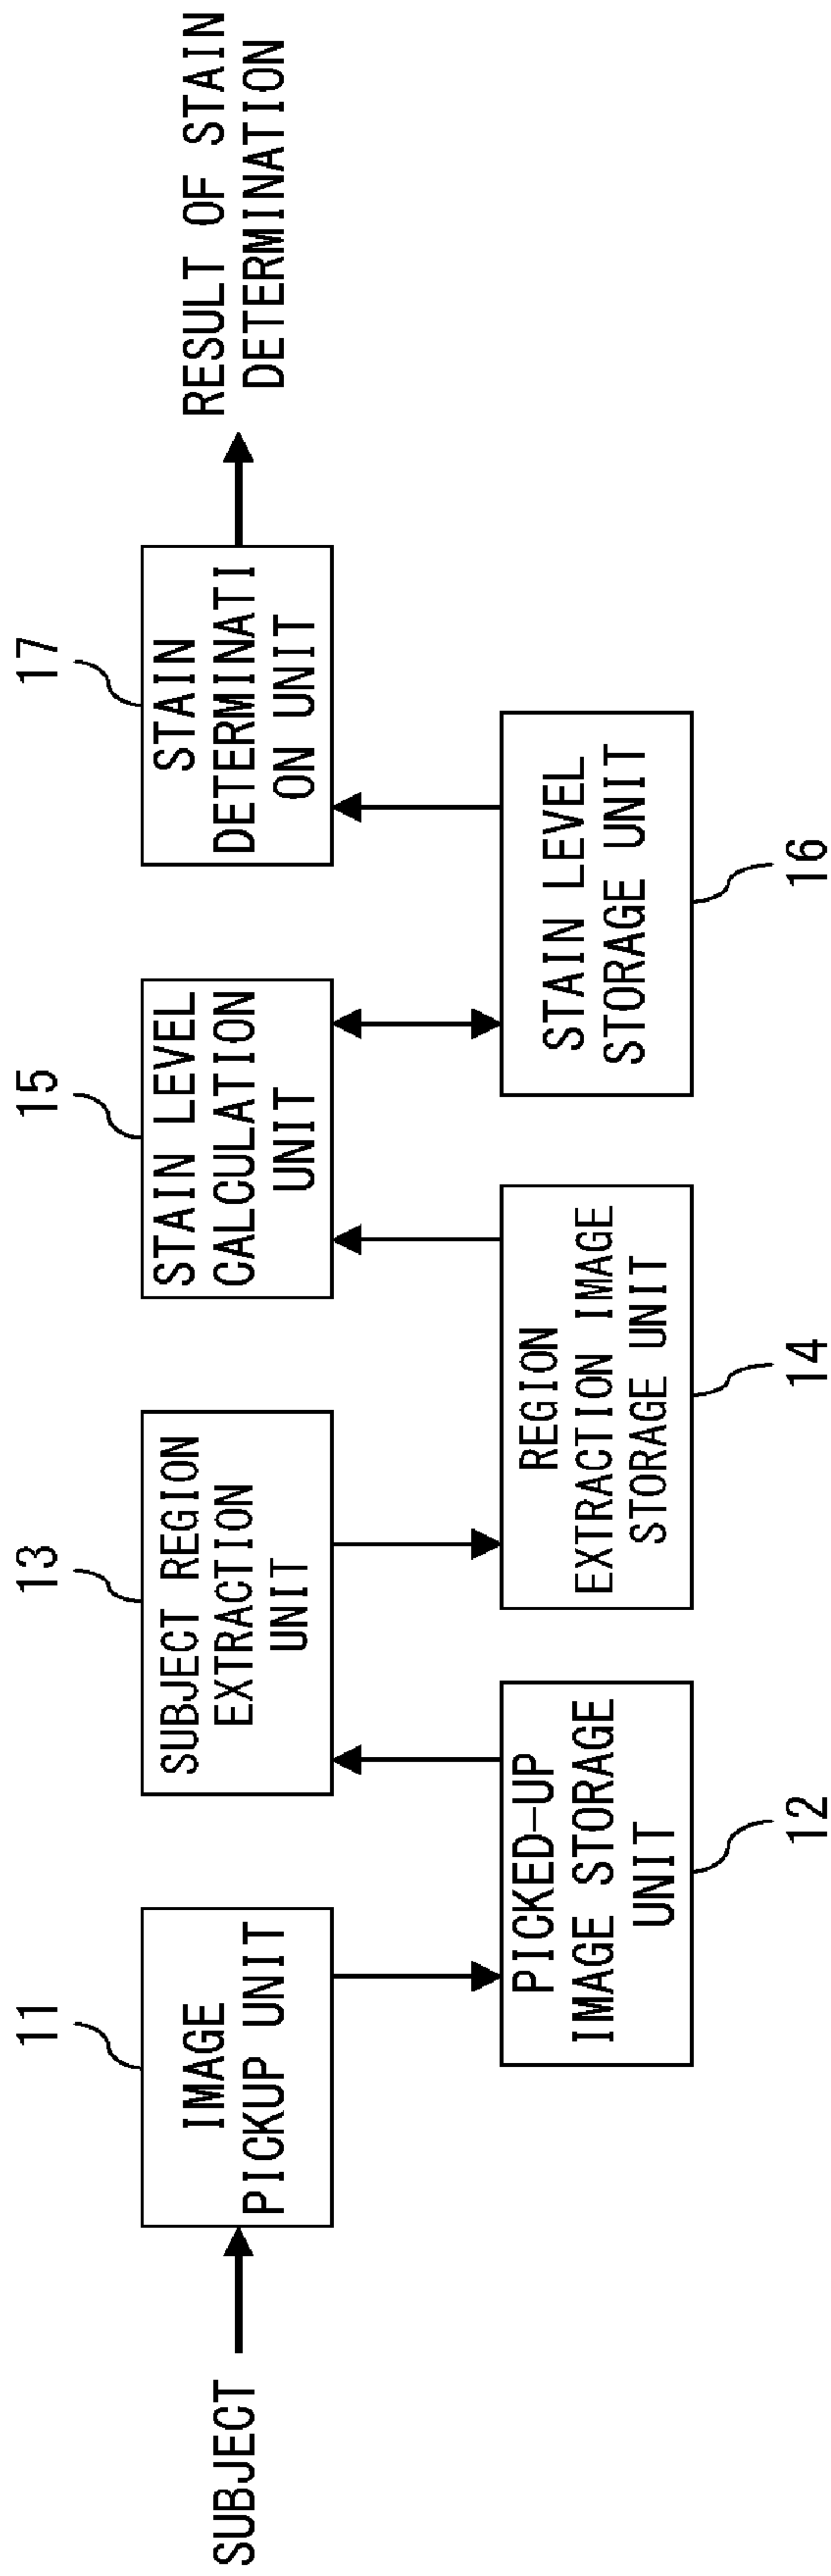 SUBJECT
11
IMAGE
PICKUP UNIT
PICKED-UP
IMAGE STORAGE
UNIT
12
13
SUBJECT REGION
EXTRACTION
UNIT
REGION
EXTRACTION IMAGE
STORAGE UNIT
14
15
STAIN LEVEL
CALCULATION
UNIT
STAIN LEVEL
STORAGE UNIT
16
17
STAIN
DETERMINATI
ON UNIT
RESULT OF STAIN
DETERMINATION